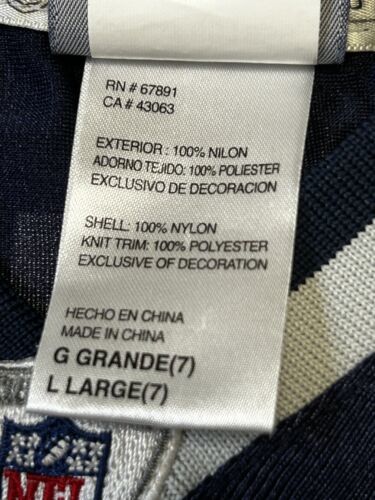 RN # 67891
CA # 43063
EXTERIOR : 100% NILON
ADORNO TEJIDO: 100% POLIESTER
EXCLUSIVO DE DECORACION
SHELL: 100% NYLON
KNIT TRIM: 100% POLYESTER
EXCLUSIVE OF DECORATION
HECHO EN CHINA
MADE IN CHINA
G GRANDE(7)
L LARGE(7)
NFL